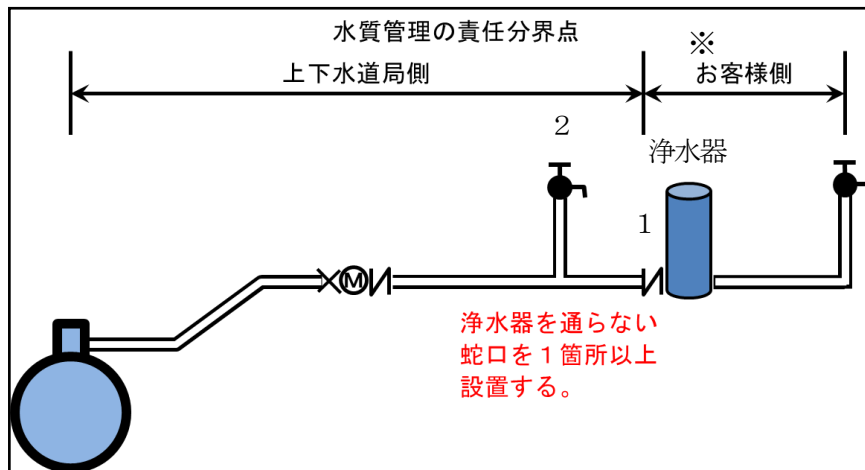 水質管理の責任分界点
※
上下水道局側
お客様側
2
浄水器
1
M
浄水器を通らない
蛇口を１箇所以上
設置する。